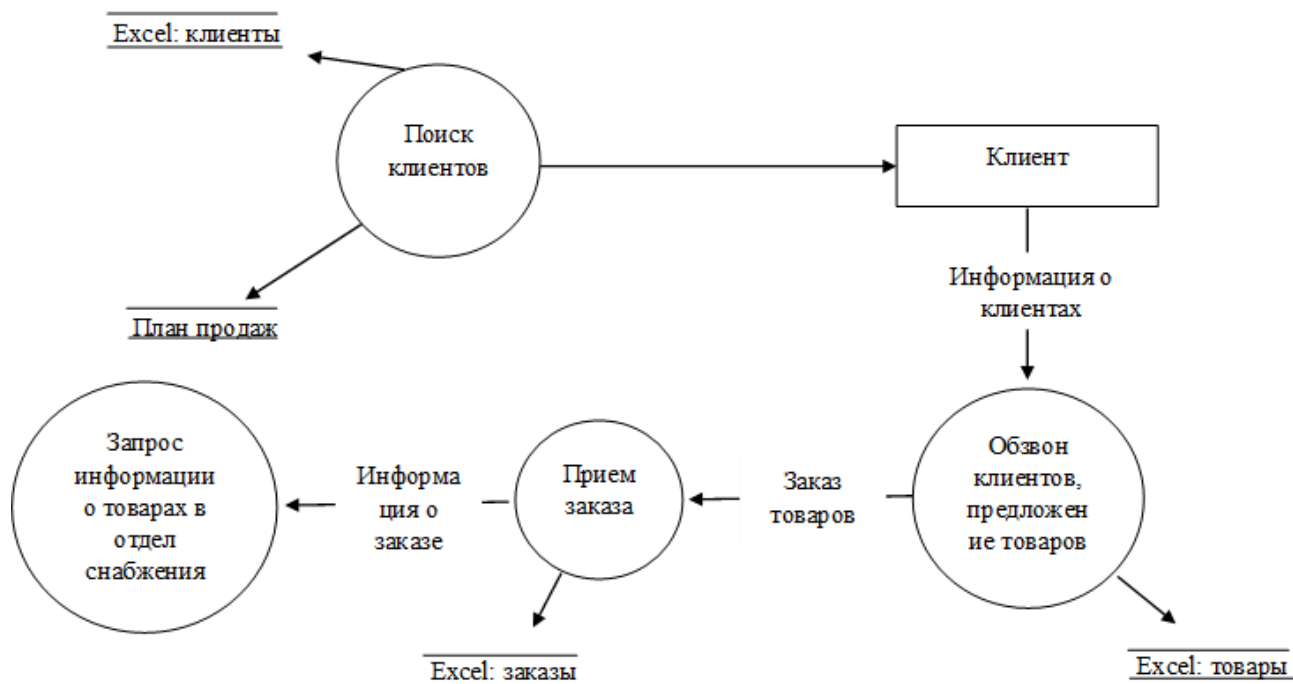 Excel: клиенты
Поиск
клиентов
Клиент
Информация о
клиентах
План продаж
Запрос
информации
о товарах в
отдел
снабжения
Информа
ция о
заказе
Прием
заказа
Заказ
товаров
Обзвон
клиентов,
предложен
ие товаров
Excel: заказы
Excel: товары